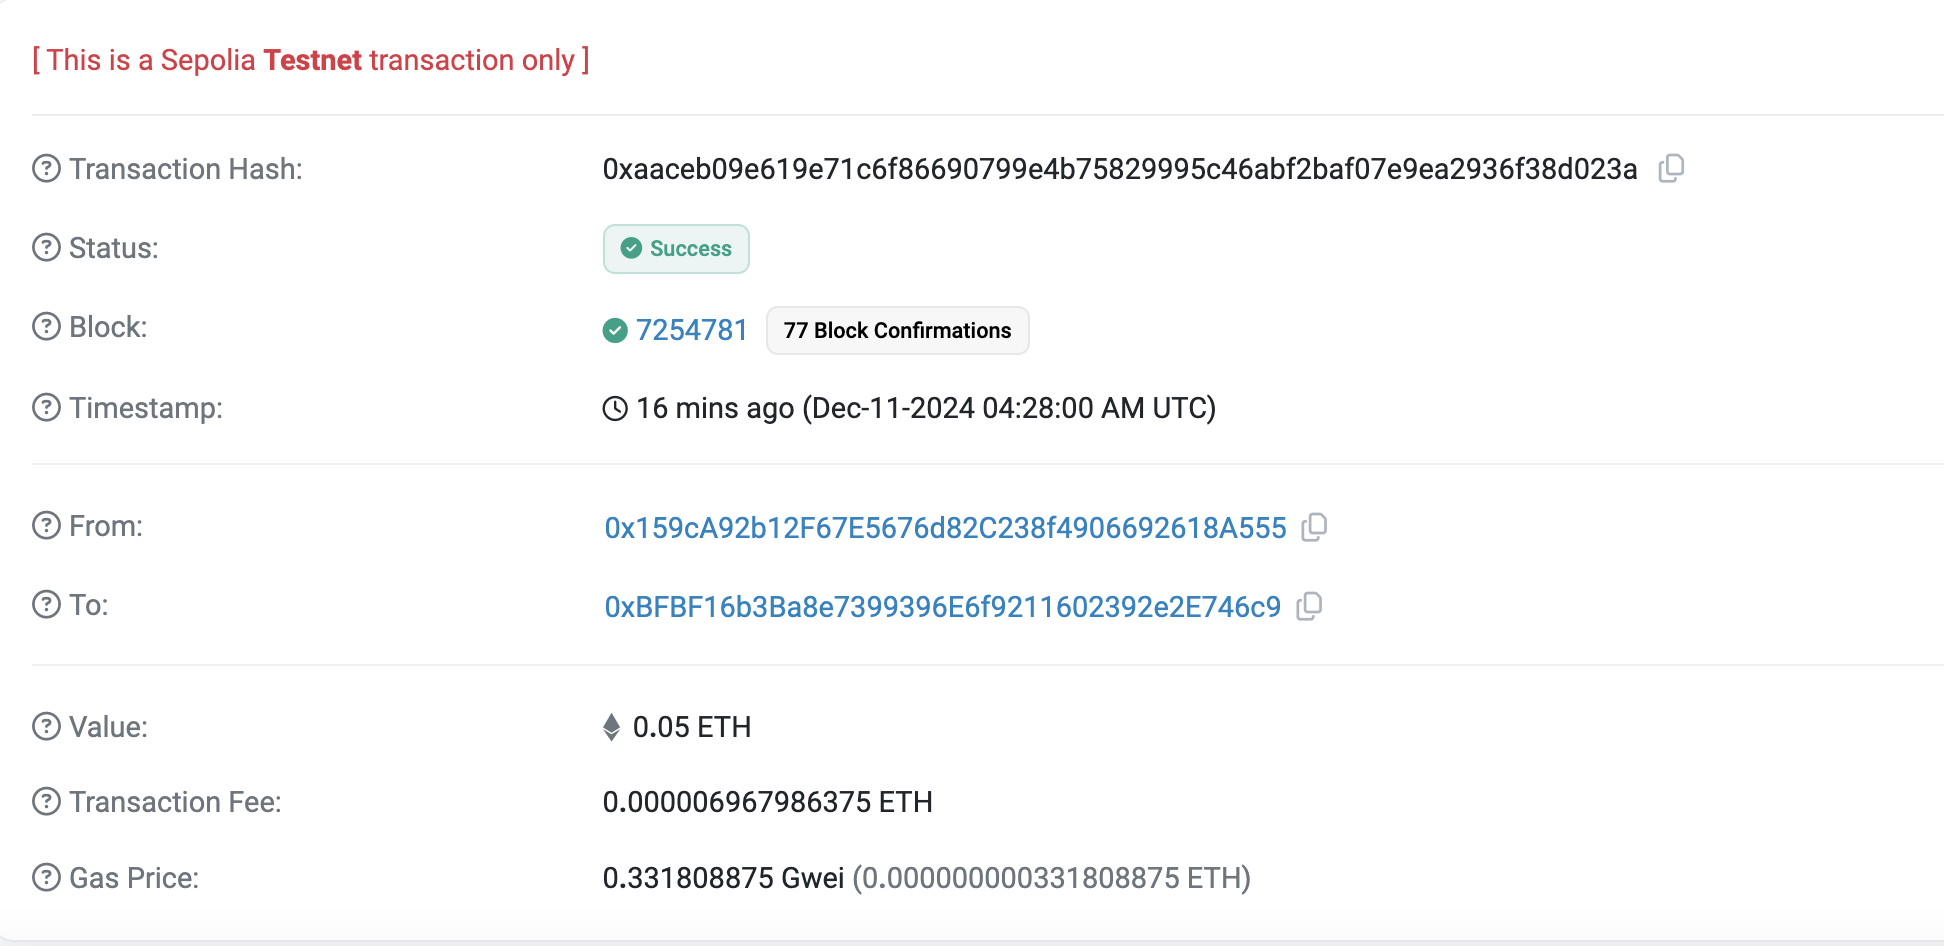 [ This is a Sepolia Testnet transaction only ]
Transaction Hash: 0xaaceb09e619e71c6f86690799e4b75829995c46abf2baf07e9ea2936f38d023a
Status: Success
Block: 7254781 77 Block Confirmations
Timestamp: 16 mins ago (Dec-11-2024 04:28:00 AM UTC)
From: 0x159cA92b12F67E5676d82C238f4906692618A555
To: 0xBFBF16b3Ba8e7399396E6f9211602392e2E746c9
Value: 0.05 ETH
Transaction Fee: 0.000006967986375 ETH
Gas Price: 0.331808875 Gwei (0.000000000331808875 ETH)